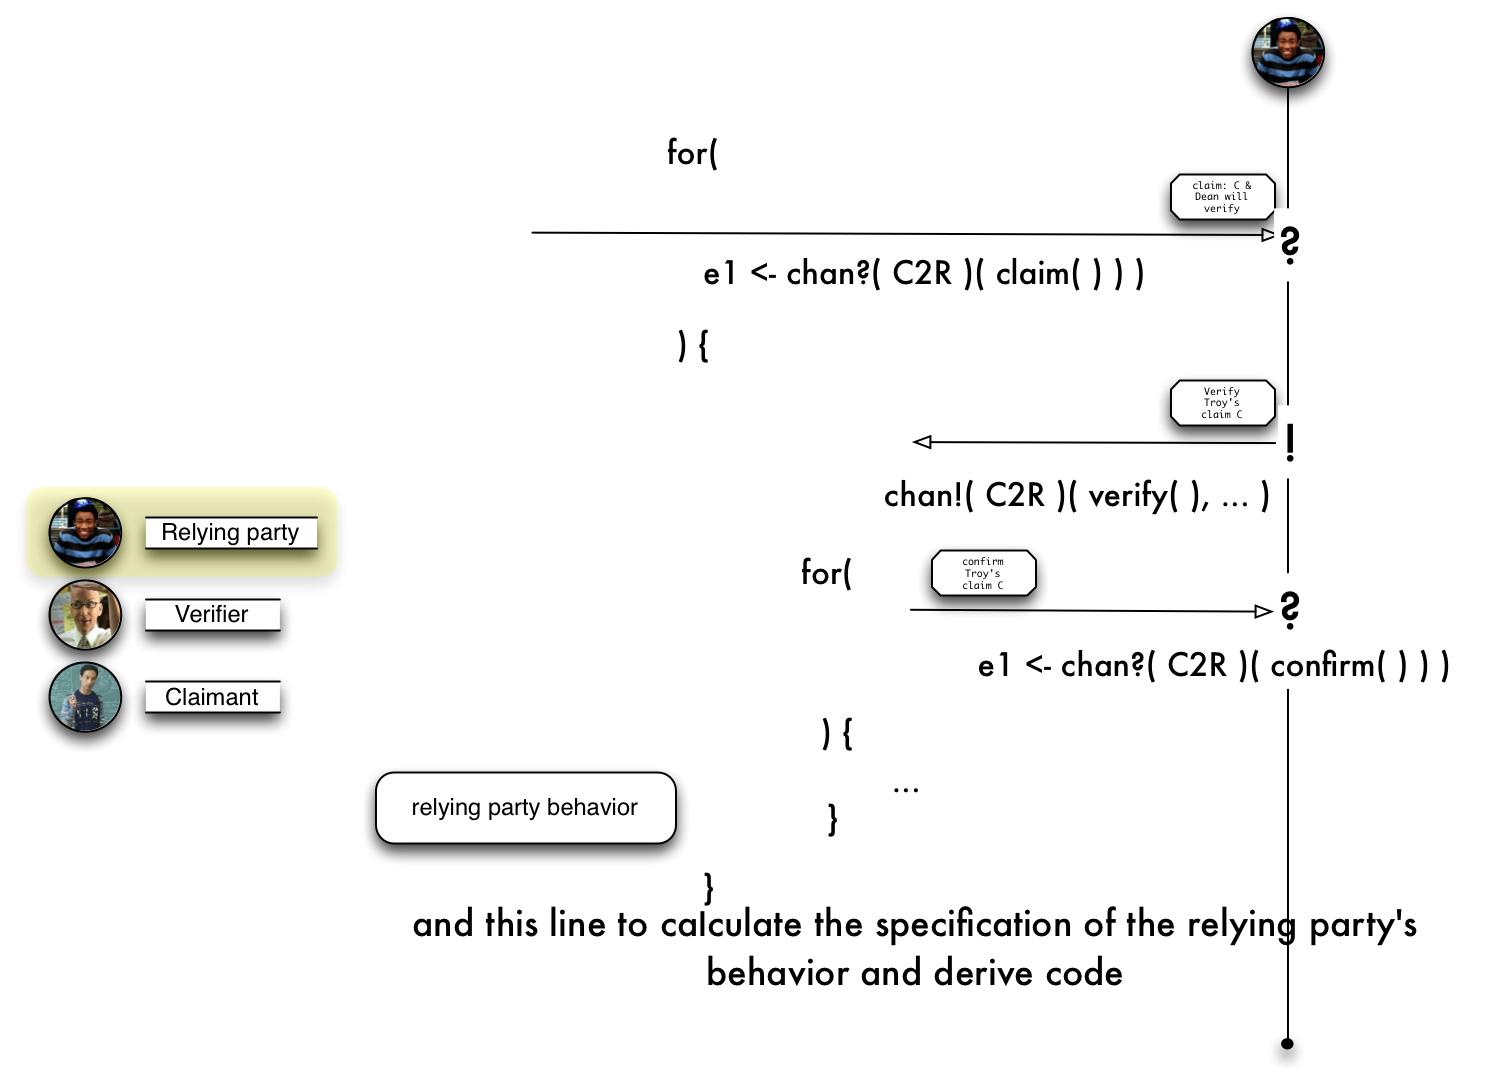 for(
claim: C &
Dean will
verify
?
e1 <- chan?( C2R )( claim( ) ) )
) {
Verify
Troy's
claim C
!
chan!( C2R )( verify( ), ... )
Relying party
for(
confirm
Troy's
claim C
?
Verifier
e1 <- chan?( C2R )( confirm( ) ) )
Claimant
) {
...
relying party behavior
}
}
and this line to calculate the specification of the relying party's
behavior and derive code